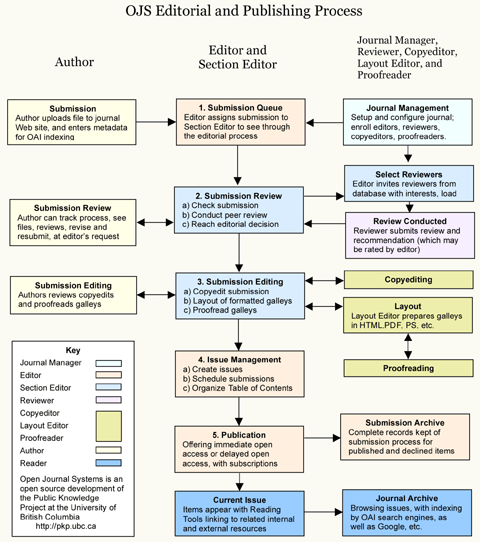 OJS Editorial and Publishing Process
Author
Editor and
Section Editor
Journal Manager,
Reviewer, Copyeditor,
Layout Editor, and
Proofreader
Submission
Author uploads file to journal
Web site, and enters metadata
for OAI indexing
1. Submission Queue
Editor assigns submission to
Section Editor to see through
the editorial process
Journal Management
Setup and configure journal;
enroll editors, reviewers,
copyeditors, proofreaders.
Select Reviewers
Editor invites reviewers from
database with interests, load
Submission Review
Author can track process, see
files, reviews, revise and
resubmit, at editor's request
2. Submission Review
a) Check submission
b) Conduct peer review
c) Reach editorial decision
Review Conducted
Reviewer submits review and
recommendation (which may
be rated by editor)
Submission Editing
Authors reviews copyedits
and proofreads galleys
3. Submission Editing
a) Copyedit submission
b) Layout of formatted galleys
c) Proofread galleys
Copyediting
Layout
Layout Editor prepares galleys
in HTML.PDF, PS. etc.
Proofreading
4. Issue Management
a) Create issues
b) Schedule submissions
c) Organize Table of Contents
Key
Journal Manager
Editor
Section Editor
Reviewer
Copyeditor
Layout Editor
Proofreader
Author
Reader
Open Journal Systems is an
open source development of
the Public Knowledge
Project at the University of
British Columbia
http://pkp.ubc.ca
5. Publication
Offering immediate open
access or delayed open
access, with subscriptions
Submission Archive
Complete records kept of
submission process for
published and declined items
Current Issue
Items appear with Reading
Tools linking to related internal
and external resources
Journal Archive
Browsing issues, with indexing
by OAI search engines, as
well as Google, etc.